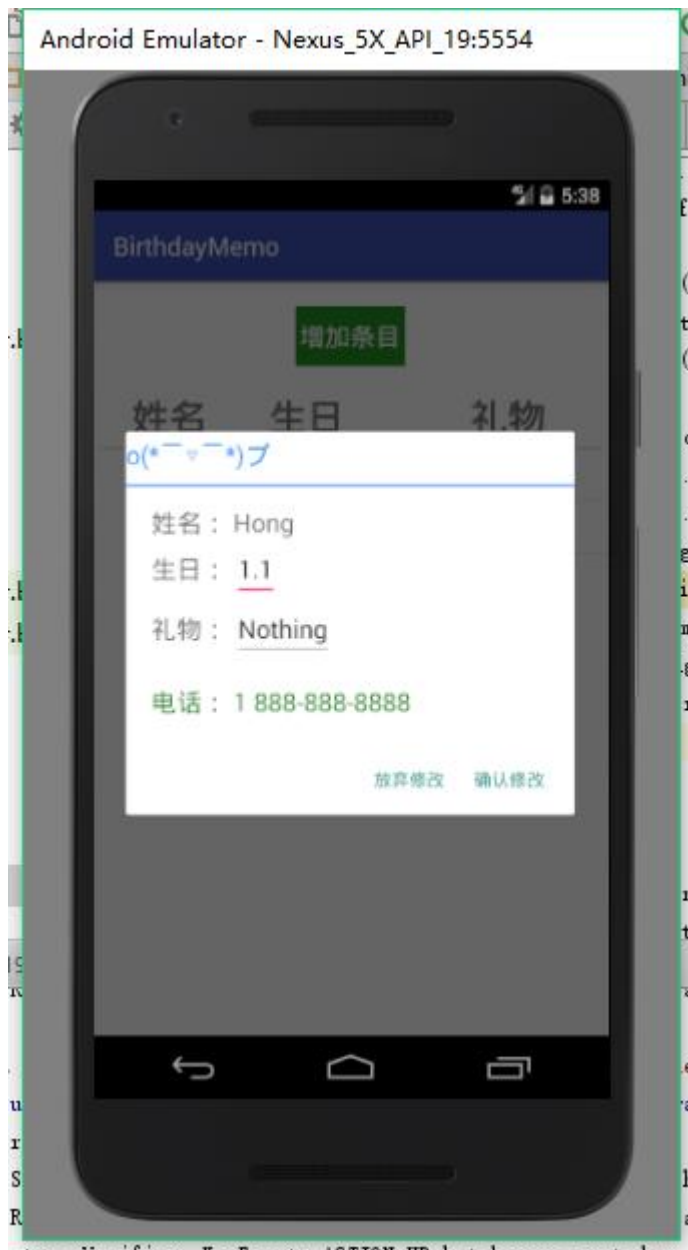 Android Emulator - Nexus_5X_API_19:5554
5:38
BirthdayMemo
增加条目
姓名 生日 礼物
o(*￣▽￣*)ブ
姓名： Hong
生日： 1.1
礼物： Nothing
电话： 1 888-888-8888
放弃修改 确认修改